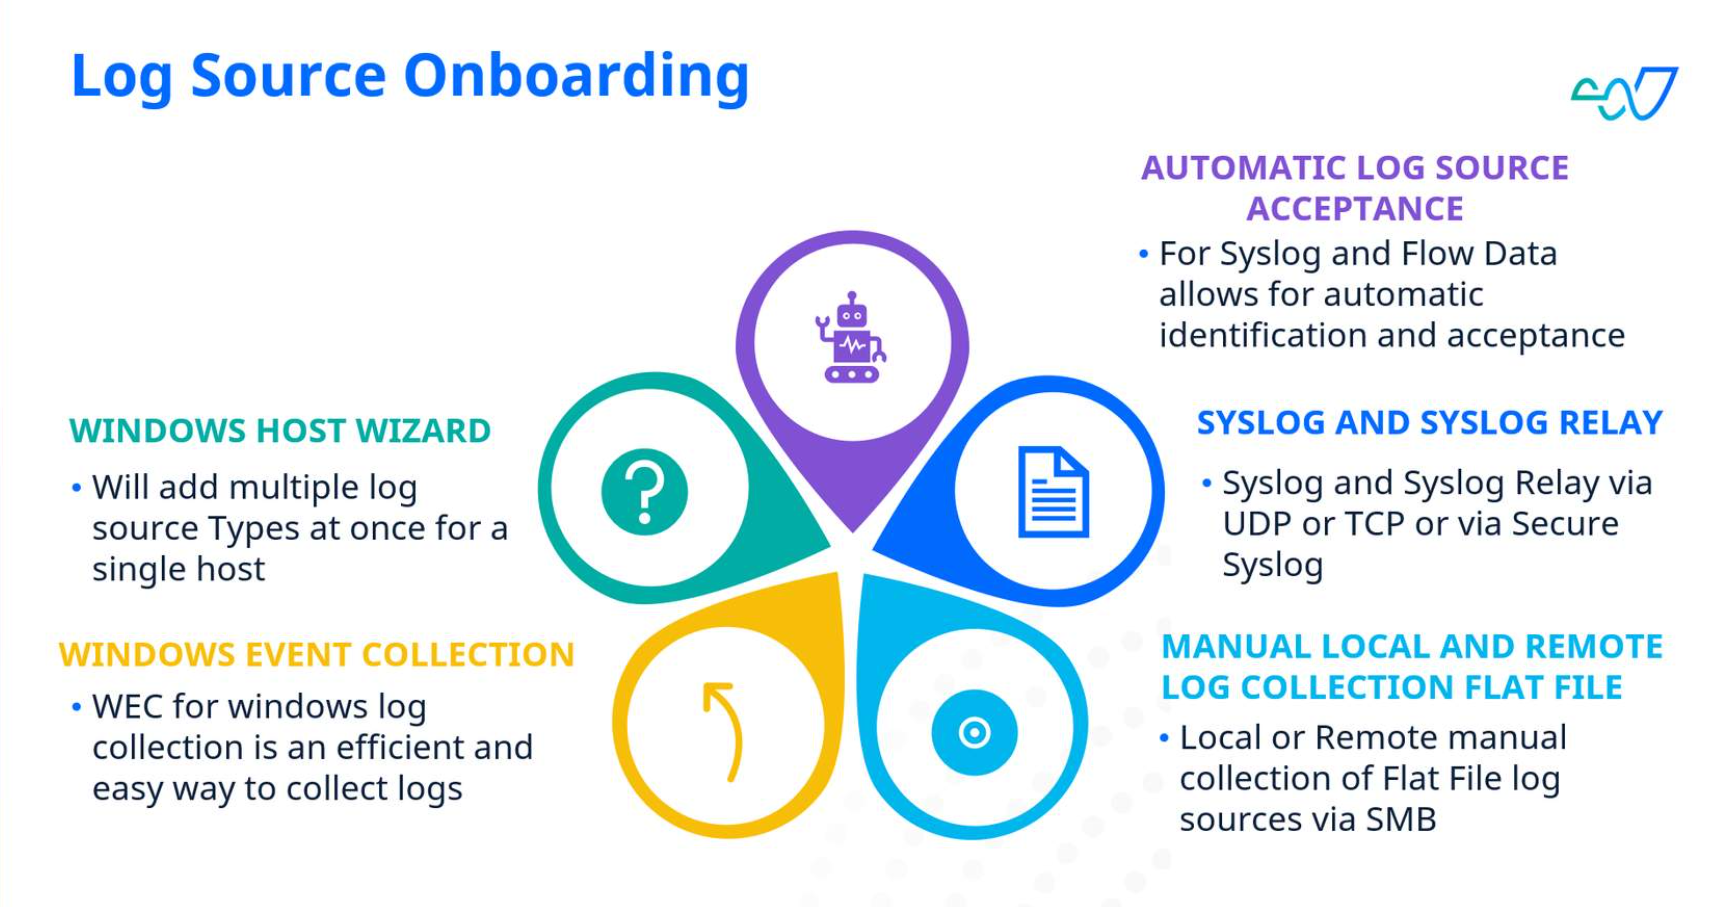 Log Source Onboarding
AUTOMATIC LOG SOURCE
ACCEPTANCE
• For Syslog and Flow Data
allows for automatic
identification and acceptance
WINDOWS HOST WIZARD
• Will add multiple log
source Types at once for a
single host
SYSLOG AND SYSLOG RELAY
• Syslog and Syslog Relay via
UDP or TCP or via Secure
Syslog
WINDOWS EVENT COLLECTION
• WEC for windows log
collection is an efficient and
easy way to collect logs
MANUAL LOCAL AND REMOTE
LOG COLLECTION FLAT FILE
• Local or Remote manual
collection of Flat File log
sources via SMB